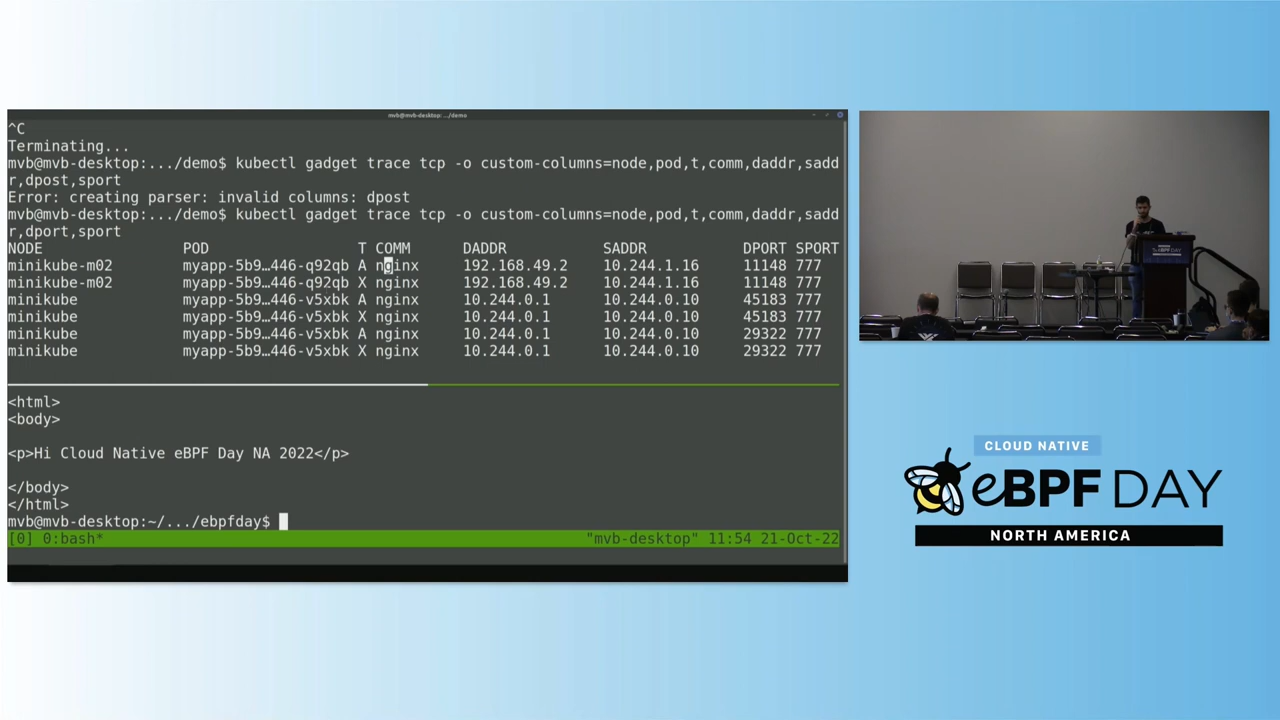 mvb@mvb-desktop: .../demo
^C
Terminating...
mvb@mvb-desktop:.../demo$ kubectl gadget trace tcp -o custom-columns=node,pod,t,comm,daddr,sadd
r,dpost,sport
Error: creating parser: invalid columns: dpost
mvb@mvb-desktop:.../demo$ kubectl gadget trace tcp -o custom-columns=node,pod,t,comm,daddr,sadd
r,dport,sport
NODE POD T COMM DADDR SADDR DPORT SPORT
minikube-m02 myapp-5b9…446-q92qb A nginx 192.168.49.2 10.244.1.16 11148 777
minikube-m02 myapp-5b9…446-q92qb X nginx 192.168.49.2 10.244.1.16 11148 777
minikube myapp-5b9…446-v5xbk A nginx 10.244.0.1 10.244.0.10 45183 777
minikube myapp-5b9…446-v5xbk X nginx 10.244.0.1 10.244.0.10 45183 777
minikube myapp-5b9…446-v5xbk A nginx 10.244.0.1 10.244.0.10 29322 777
minikube myapp-5b9…446-v5xbk X nginx 10.244.0.1 10.244.0.10 29322 777
<html>
<body>
<p>Hi Cloud Native eBPF Day NA 2022</p>
</body>
</html>
mvb@mvb-desktop:~/.../ebpfday$
[0] 0:bash* "mvb-desktop" 11:54 21-Oct-22
eBPF DAY
CLOUD NATIVE
eBPF DAY
NORTH AMERICA